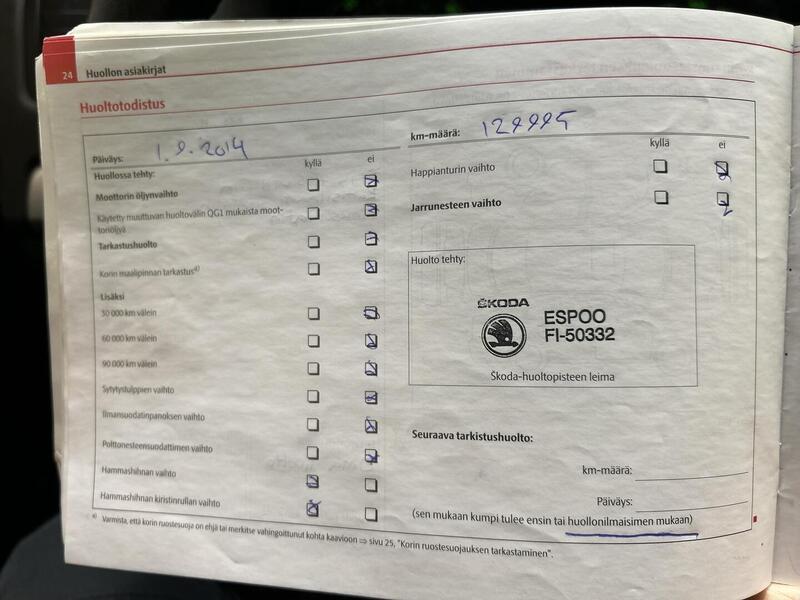 24 Huollon asiakirjat
Huoltotodistus
Päiväys: 1.9.2014
Huollossa tehty: kyllä ei
Moottorin öljynvaihto
Käytetty muuttuvan huoltovälin QG1 mukaista moot-
toriöljyä
Tarkastushuolto
Korin maalipinnan tarkastus a)
Lisäksi
30 000 km välein
60 000 km välein
90 000 km välein
Sytytystulppien vaihto
Ilmansuodatinpanoksen vaihto
Polttonesteensuodattimen vaihto
Hammashihnan vaihto
Hammashihnan kiristinrullan vaihto
km-määrä:
kyllä ei
Happianturin vaihto
Jarrunesteen vaihto
Huolto tehty:
ŠKODA
ESPOO
FI-50332
Škoda-huoltopisteen leima
Seuraava tarkistushuolto:
km-määrä:
Päiväys:
(sen mukaan kumpi tulee ensin tai huollonilmaisimen mukaan)
a) Varmista, että korin ruostesuoja on ehjä tai merkitse vahingoittunut kohta kaavioon ⇒ sivu 25, "Korin ruostesuojauksen tarkastaminen".